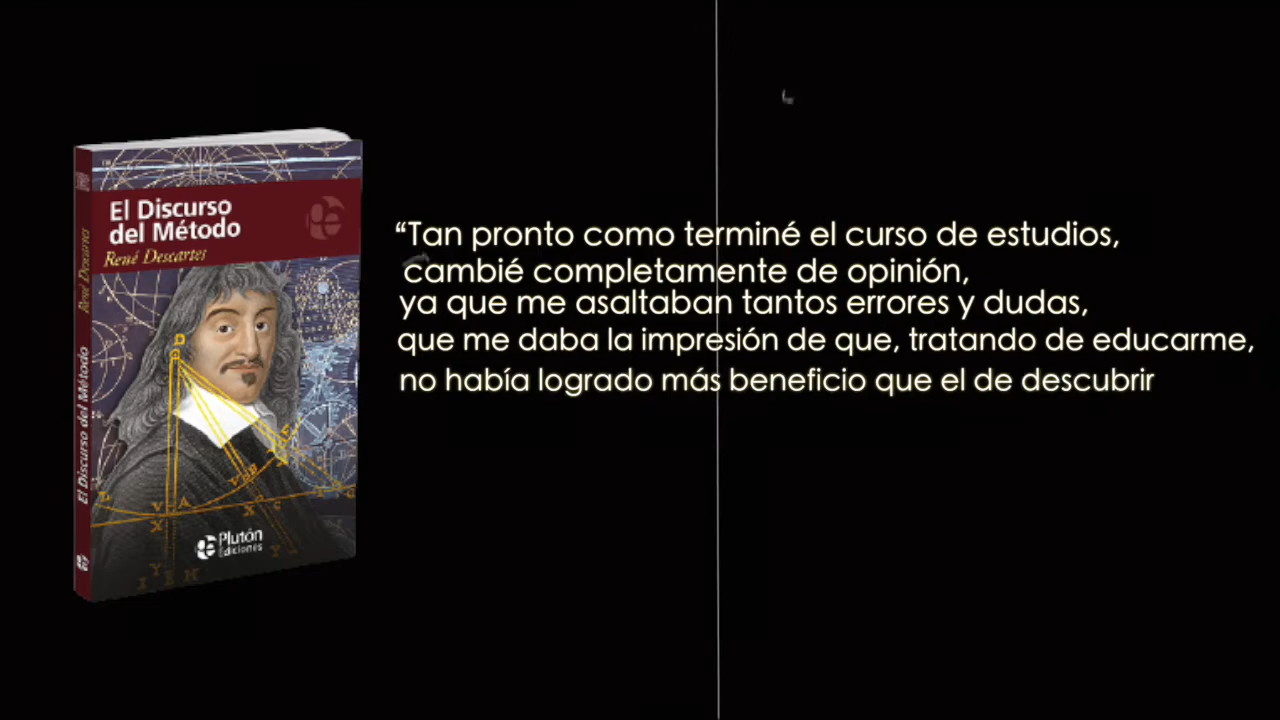 El Discurso
del Método
René Descartes
René Descartes
El Discurso del Método
Plutón
Ediciones
“Tan pronto como terminé el curso de estudios,
cambié completamente de opinión,
ya que me asaltaban tantos errores y dudas,
que me daba la impresión de que, tratando de educarme,
no había logrado más beneficio que el de descubrir